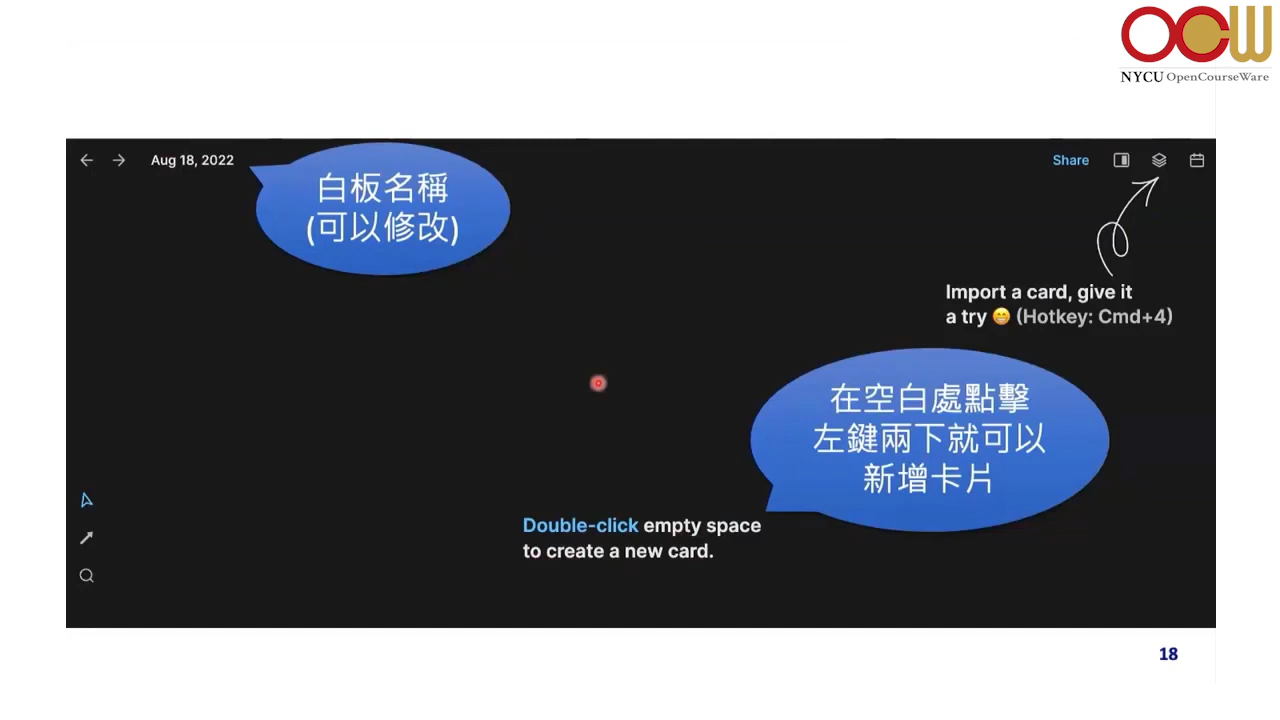 OCW
NYCU OpenCourseWare
Aug 18, 2022
Share
白板名稱
(可以修改)
Import a card, give it
a try 😁 (Hotkey: Cmd+4)
在空白處點擊
左鍵兩下就可以
新增卡片
Double-click empty space
to create a new card.
18